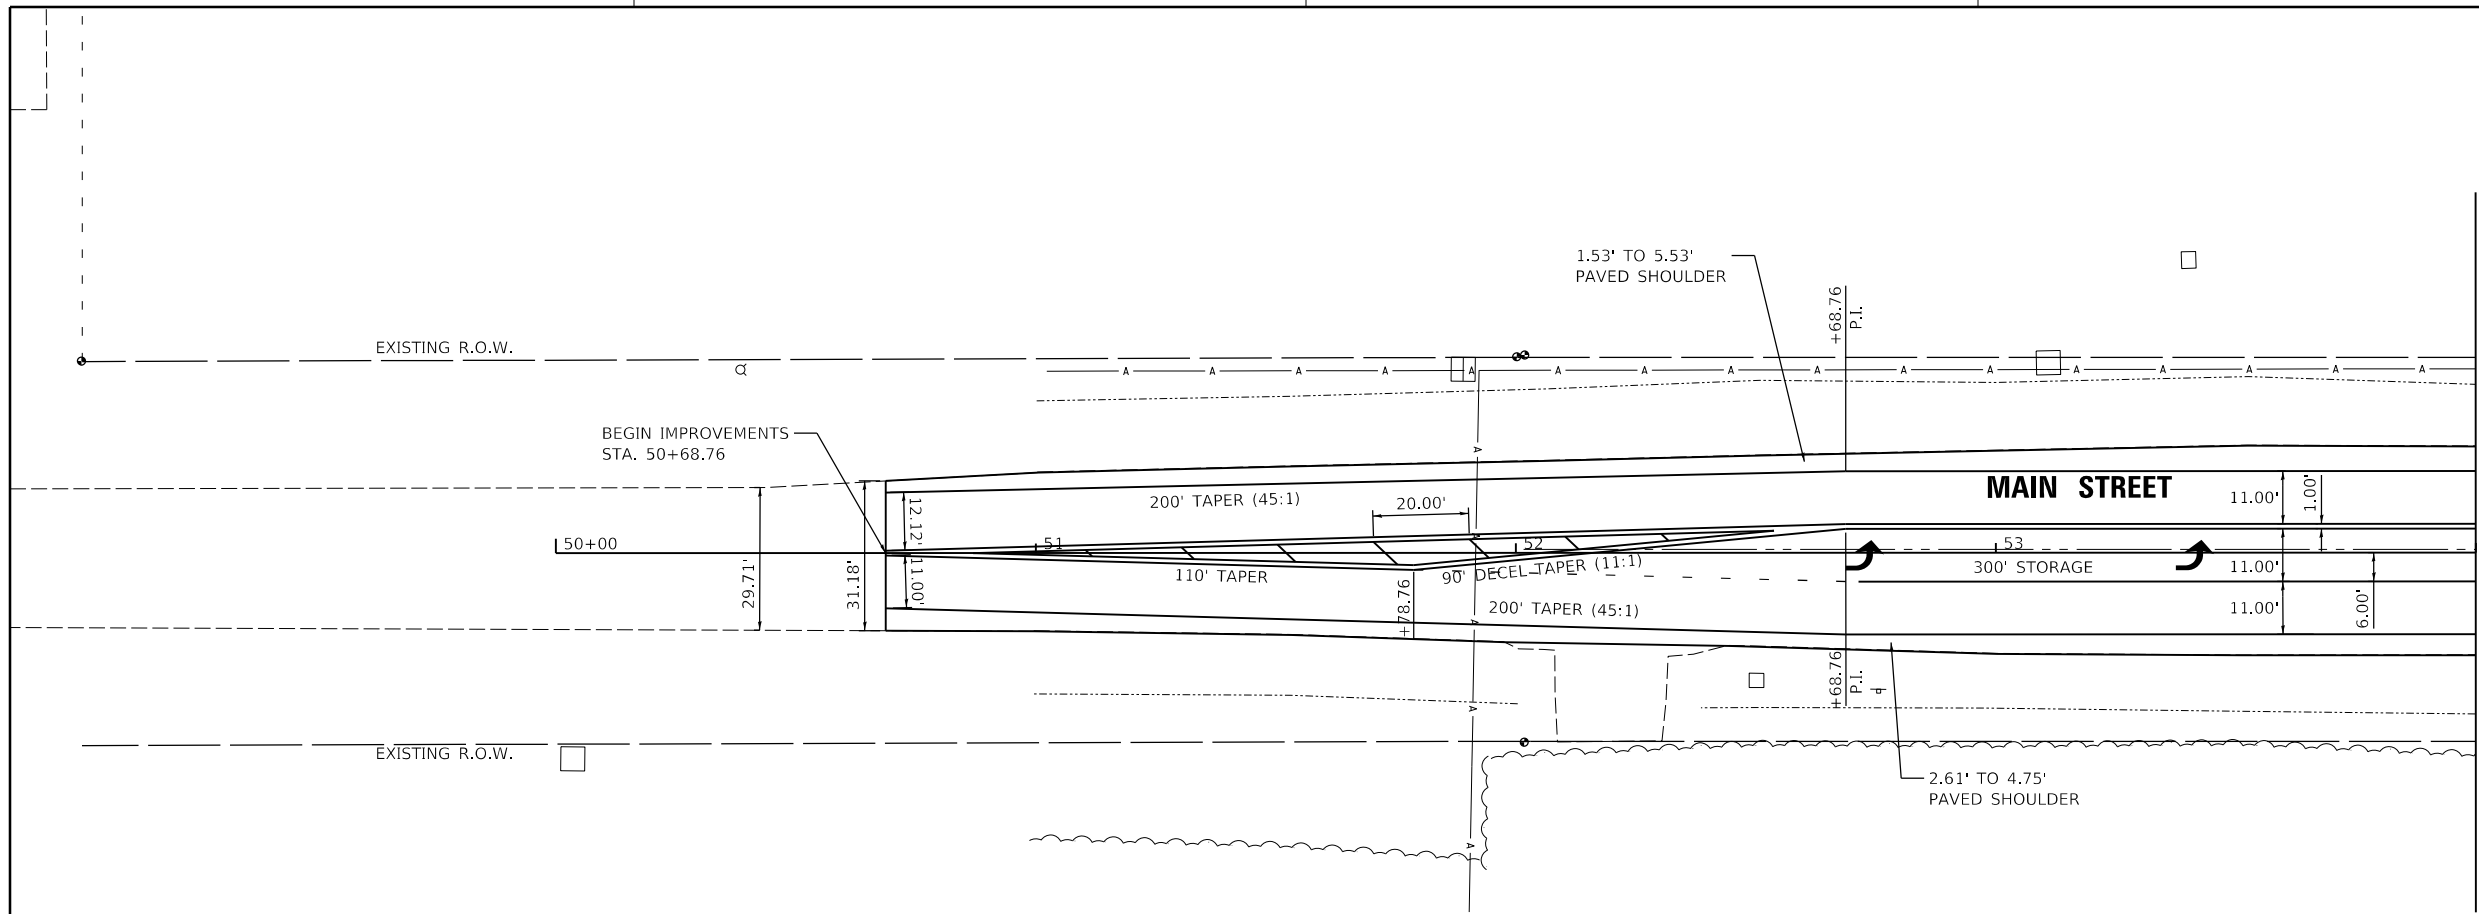 1.53' TO 5.53'
PAVED SHOULDER
+68.76
P.I.
EXISTING R.O.W.
A A A A A A A A A A A A A A A A
BEGIN IMPROVEMENTS
STA. 50+68.76
A
MAIN STREET
200' TAPER (45:1)
20.00'
12.12'
11.00'
1.00'
50+00
51
52
53
A
29.71'
31.18'
11.00'
110' TAPER
90' DECEL TAPER (11:1)
300' STORAGE
11.00'
+78.76
200' TAPER (45:1)
11.00'
6.00'
A
+68.76
P.I.
A
EXISTING R.O.W.
2.61' TO 4.75'
PAVED SHOULDER
A